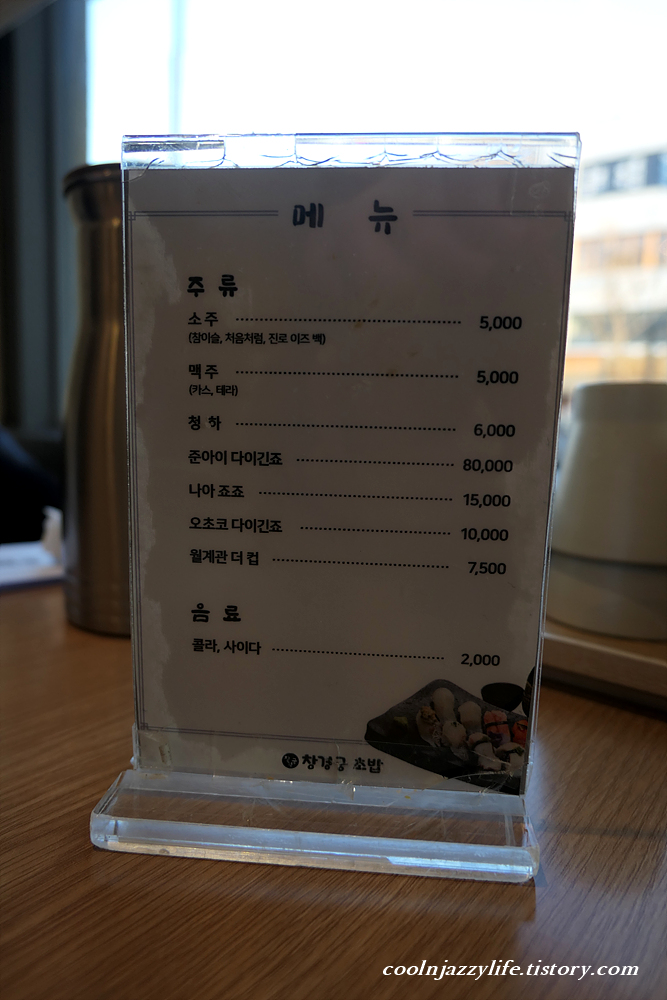 메 뉴
주 류
소 주 5,000
(참이슬, 처음처럼, 진로 이즈 백)
맥 주 5,000
(카스, 테라)
청 하 6,000
준아이 다이긴죠 80,000
나아 죠죠 15,000
오초코 다이긴죠 10,000
월계관 더 컵 7,500
음 료
콜라, 사이다 2,000
창경궁 초밥
coolnjazzylife.tistory.com